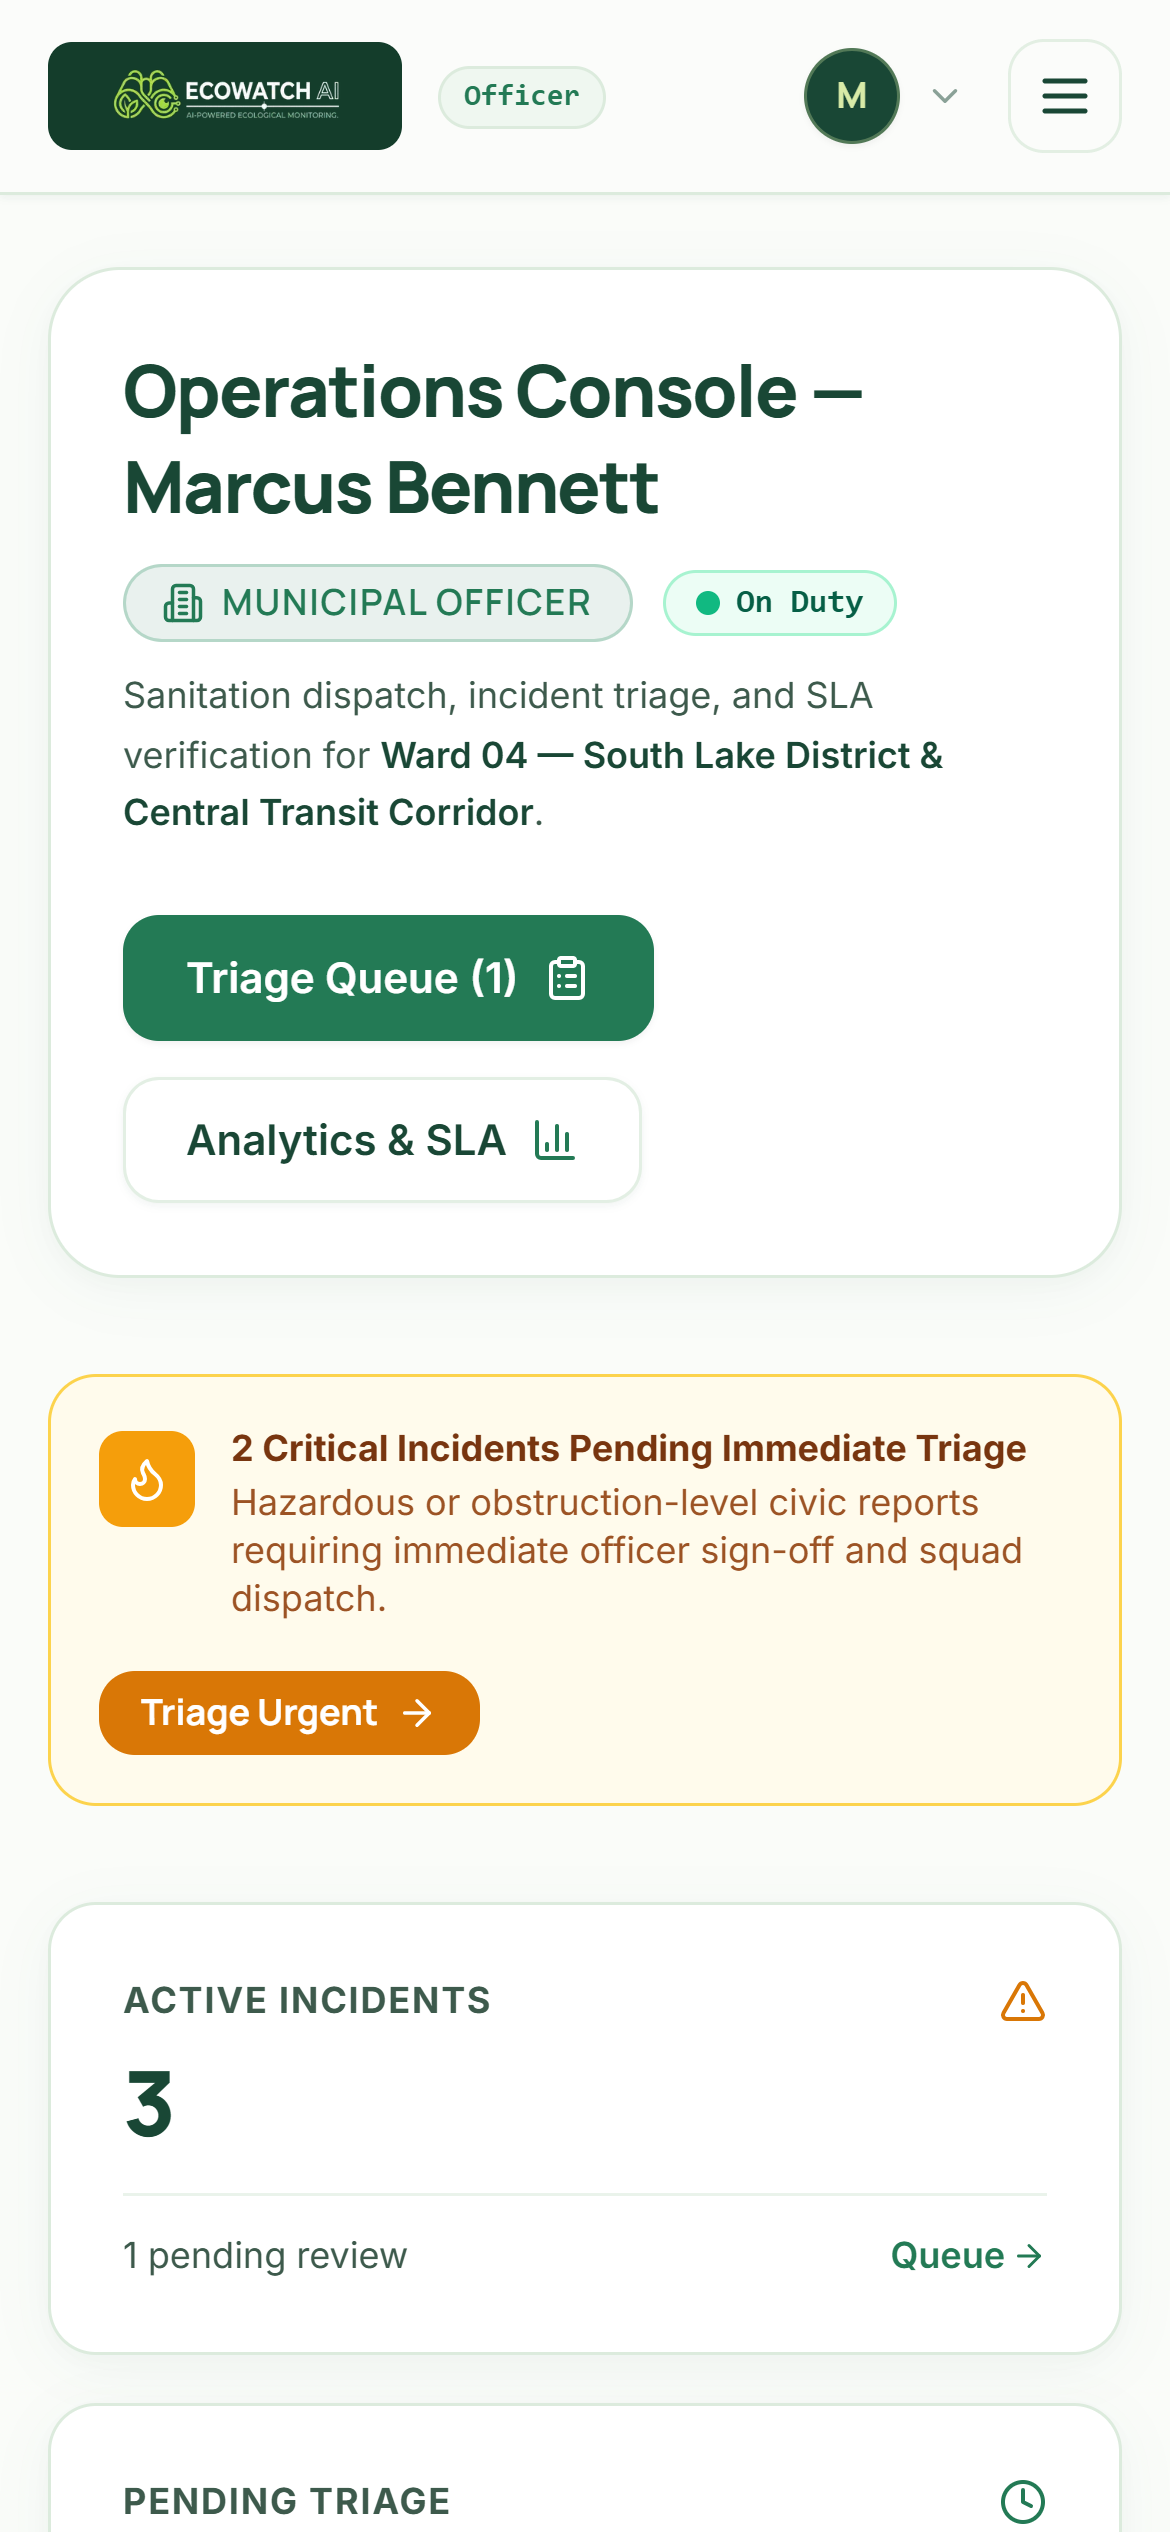 ECOWATCH AI
AI-POWERED ECOLOGICAL MONITORING.
Officer
M
Operations Console —
Marcus Bennett
MUNICIPAL OFFICER
On Duty
Sanitation dispatch, incident triage, and SLA
verification for Ward 04 — South Lake District &
Central Transit Corridor.
Triage Queue (1)
Analytics & SLA
2 Critical Incidents Pending Immediate Triage
Hazardous or obstruction-level civic reports
requiring immediate officer sign-off and squad
dispatch.
Triage Urgent
ACTIVE INCIDENTS
3
1 pending review
Queue
PENDING TRIAGE